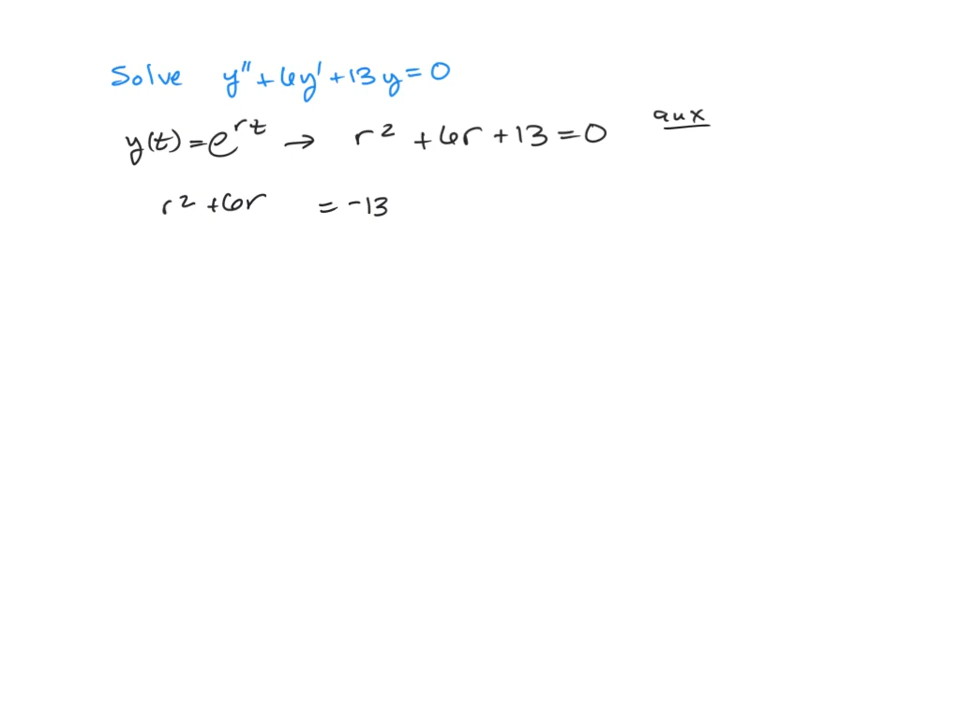 Solve y" + 6y' + 13y = 0
y(t) = e^{rt} → r² + 6r + 13 = 0 aux
r² + 6r = -13